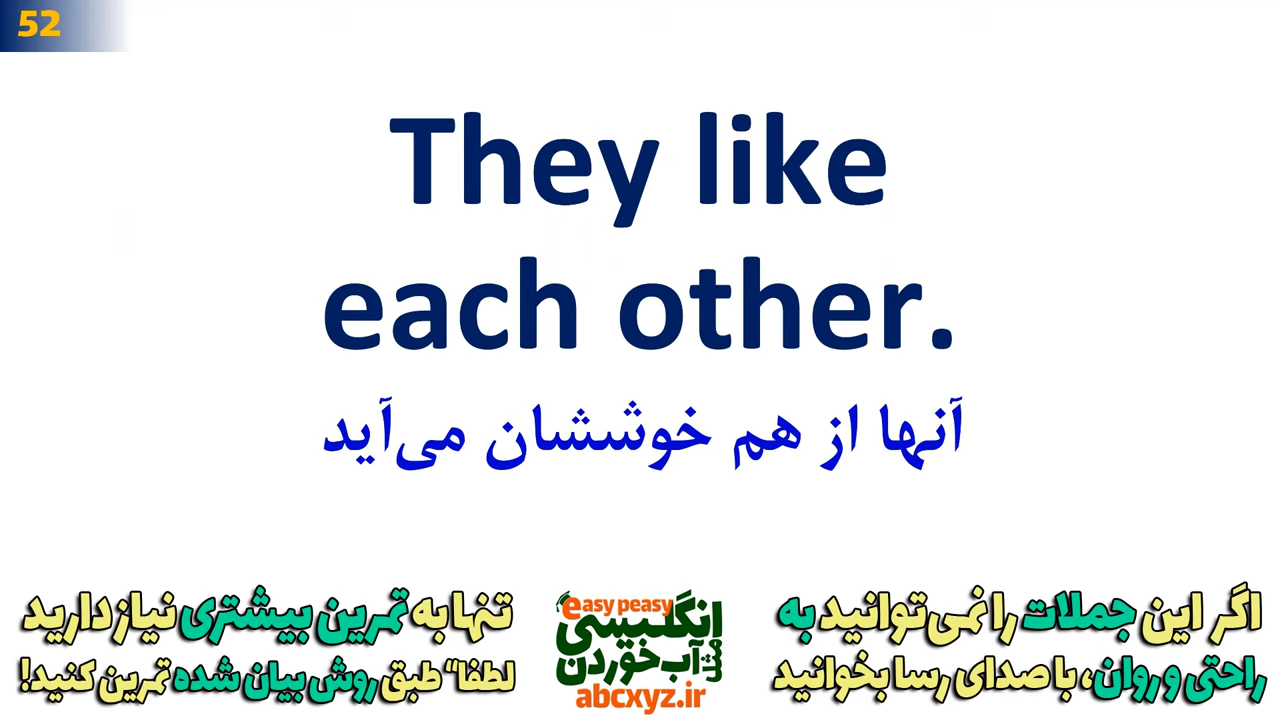 52
They like
each other.
آنها از هم خوششان می‌آید
اگر این جملات را نمی‌توانید به
راحتی و روان، با صدای رسا بخوانید
easy peasy
انگلیسی
مثل آب خوردن
abcxyz.ir
تنها به تمرین بیشتری نیاز دارید
لطفا“ طبق روش بیان شده تمرین کنید!